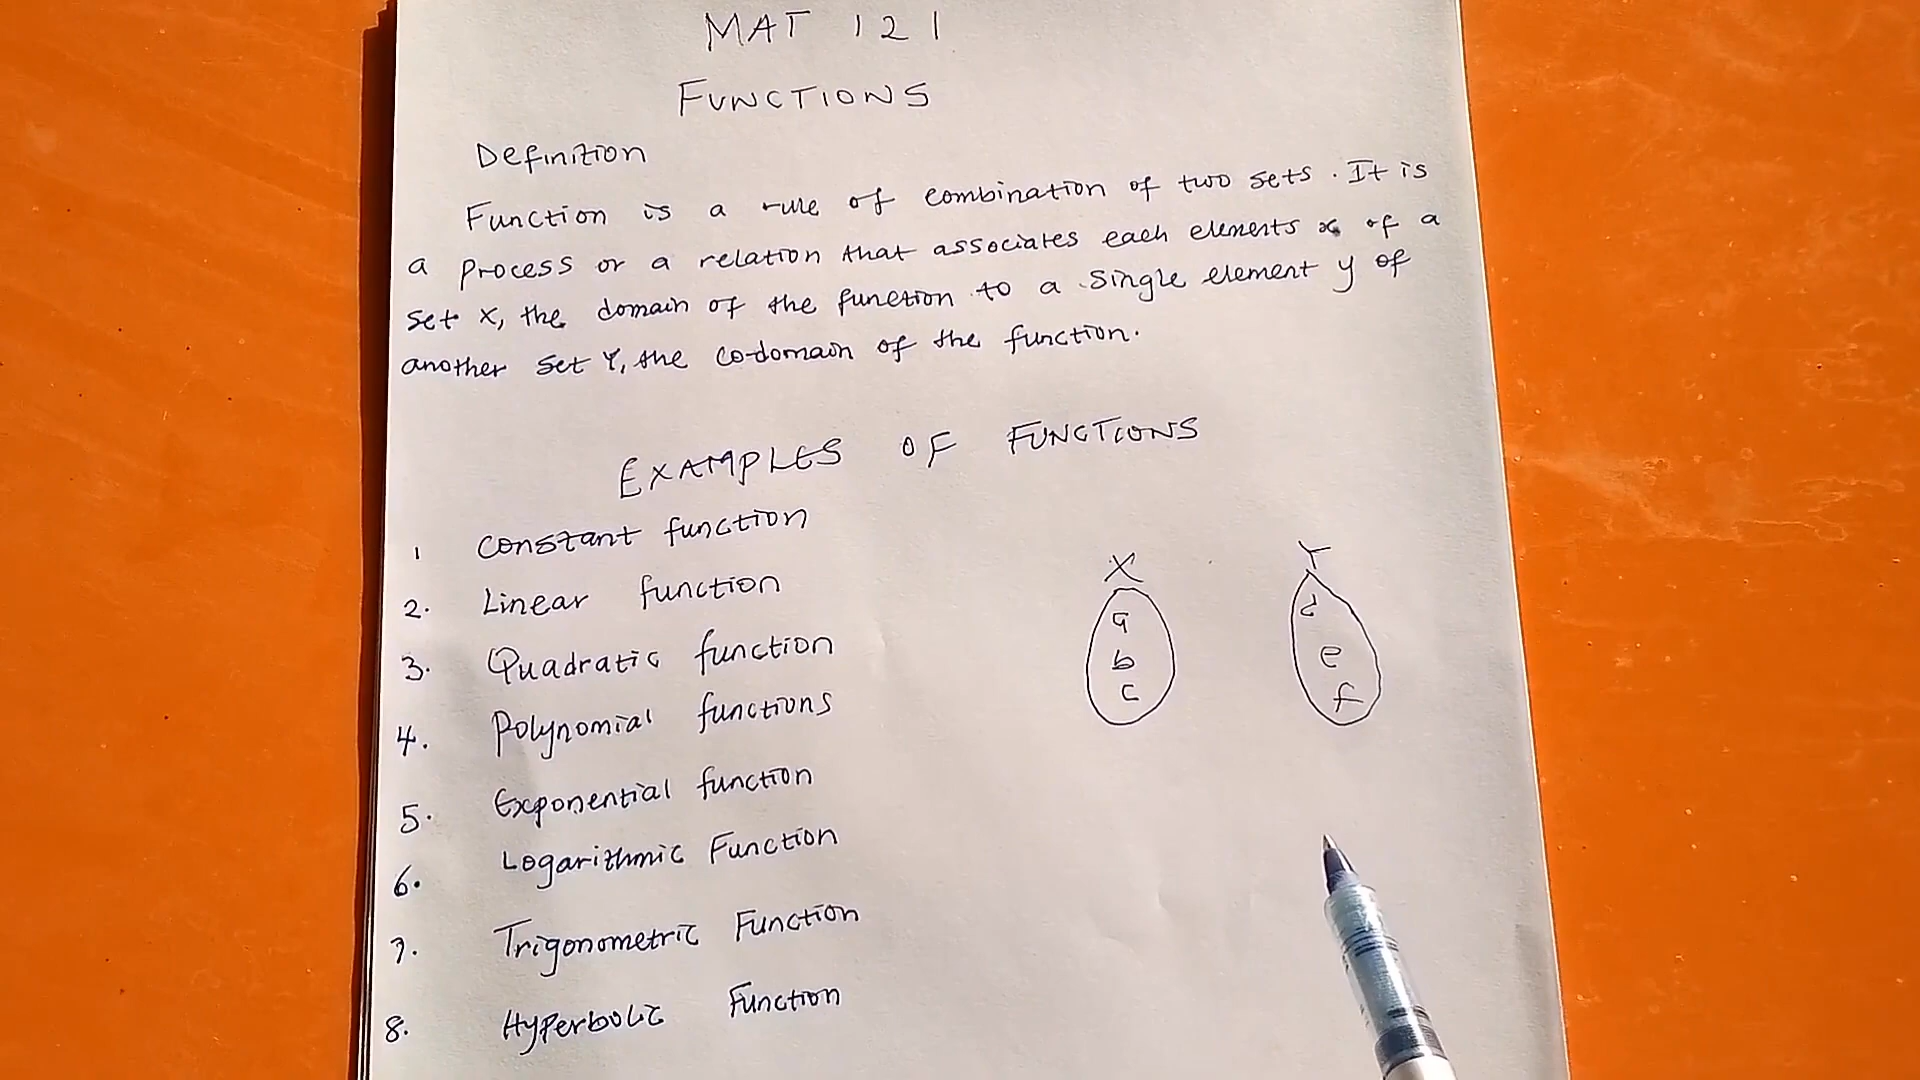 MAT 121
FUNCTIONS
Definition
Function is a rule of combination of two sets. It is
a process or a relation that associates each elements x of a
set X, the domain of the function to a single element y of
another set Y, the co-domain of the function.
EXAMPLES OF FUNCTIONS
1 Constant function
2. Linear function
3. Quadratic function
4. Polynomial functions
5. Exponential function
6. Logarithmic Function
7. Trigonometric Function
8. Hyperbolic Function
X
a
b
c
Y
d
e
f